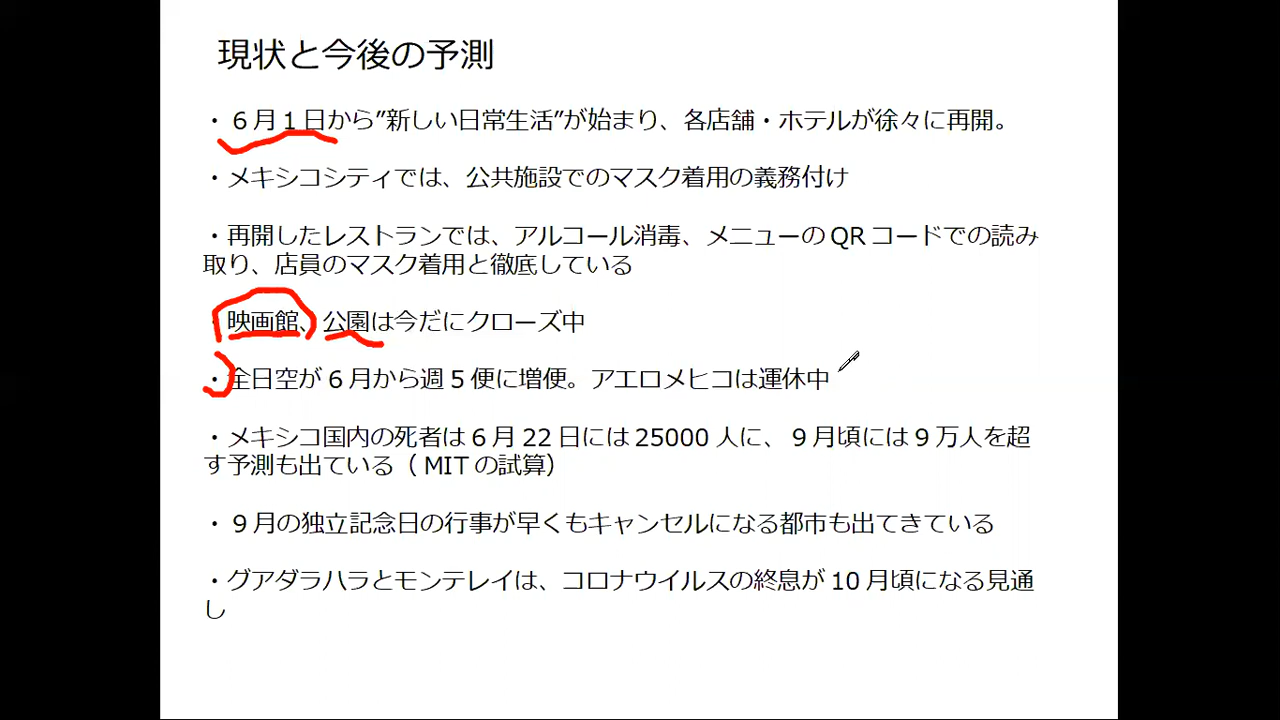 現状と今後の予測
・６月１日から”新しい日常生活”が始まり、各店舗・ホテルが徐々に再開。
・メキシコシティでは、公共施設でのマスク着用の義務付け
・再開したレストランでは、アルコール消毒、メニューのQRコードでの読み
取り、店員のマスク着用と徹底している
・映画館、公園は今だにクローズ中
・全日空が６月から週５便に増便。アエロメヒコは運休中
・メキシコ国内の死者は６月22日には25000人に、９月頃には９万人を超
す予測も出ている（MITの試算）
・９月の独立記念日の行事が早くもキャンセルになる都市も出てきている
・グアダラハラとモンテレイは、コロナウイルスの終息が10月頃になる見通
し